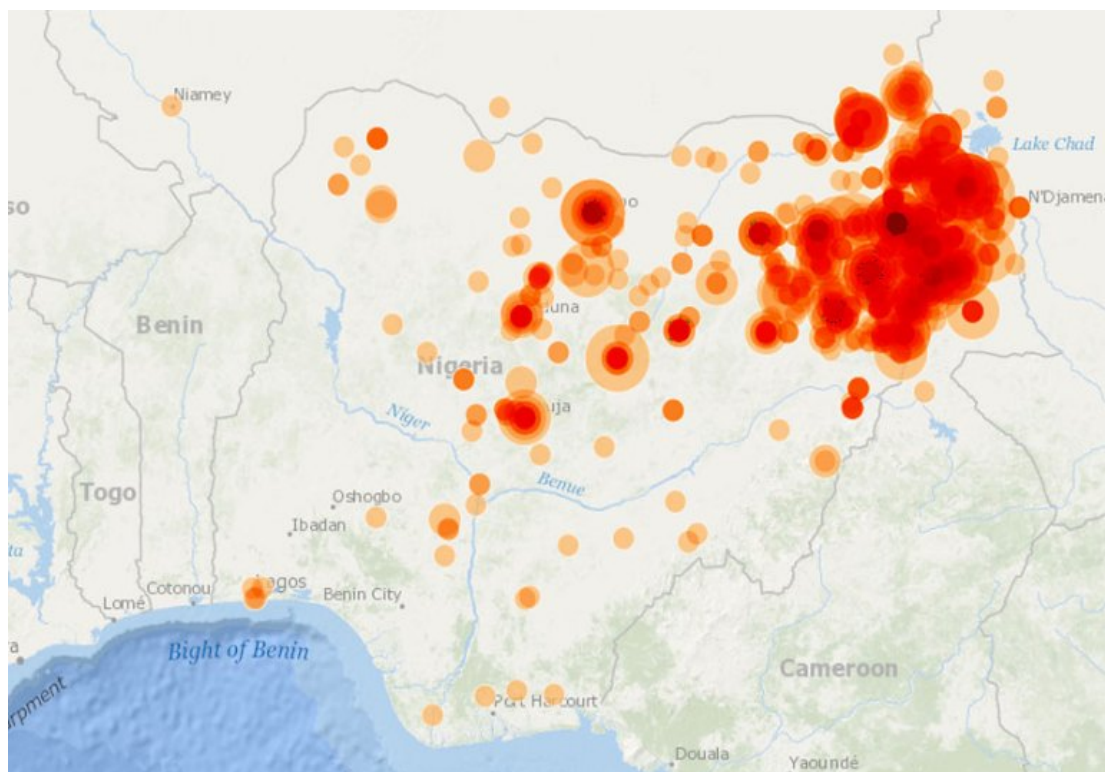 Niamey
Lake Chad
N'Djamena
so
Benin
Nigeria
Niger
Togo
Oshogbo
Benue
Ibadan
Lagos
Cotonou
Benin City
Lomé
Bight of Benin
Cameroon
Port Harcourt
Douala
Yaoundé